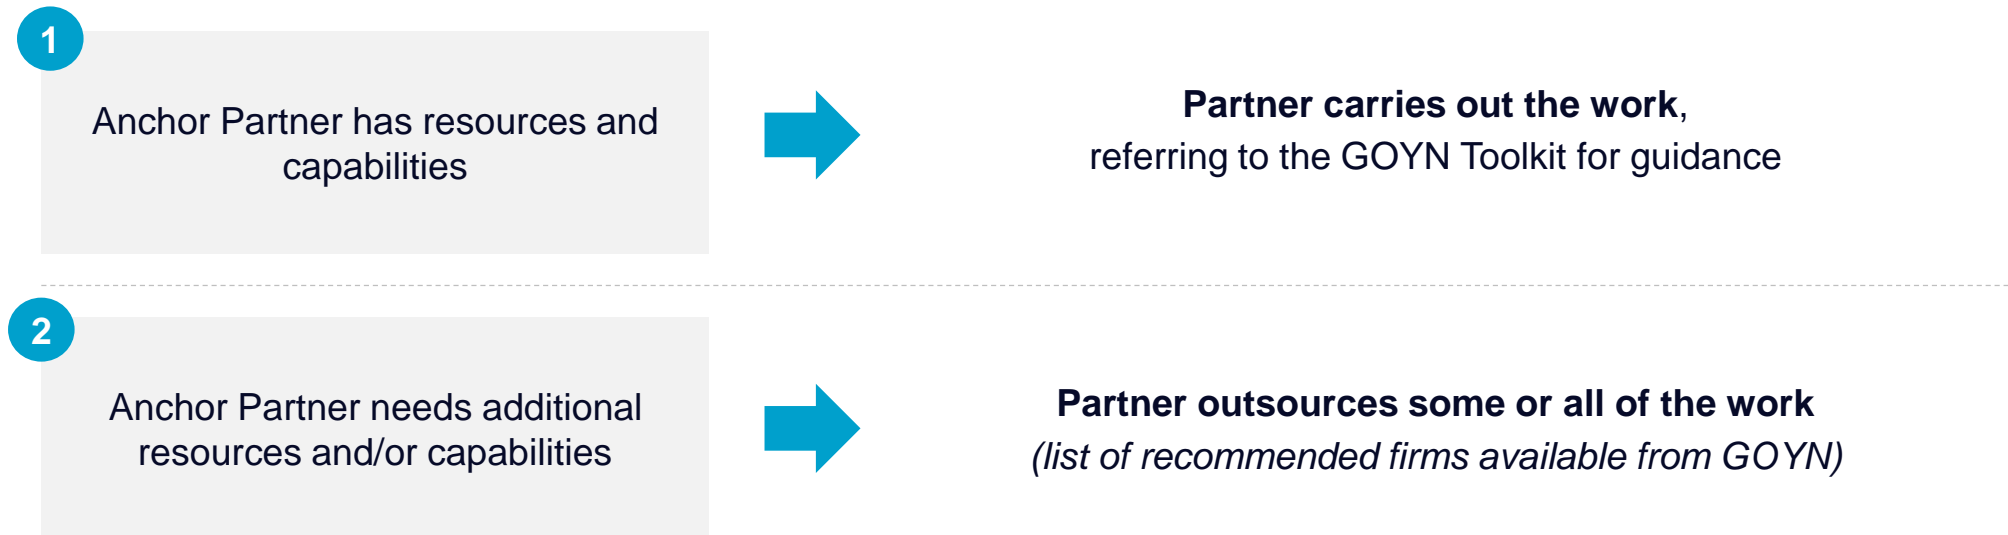 1
Anchor Partner has resources and
capabilities
Partner carries out the work,
referring to the GOYN Toolkit for guidance
2
Anchor Partner needs additional
resources and/or capabilities
Partner outsources some or all of the work
(list of recommended firms available from GOYN)